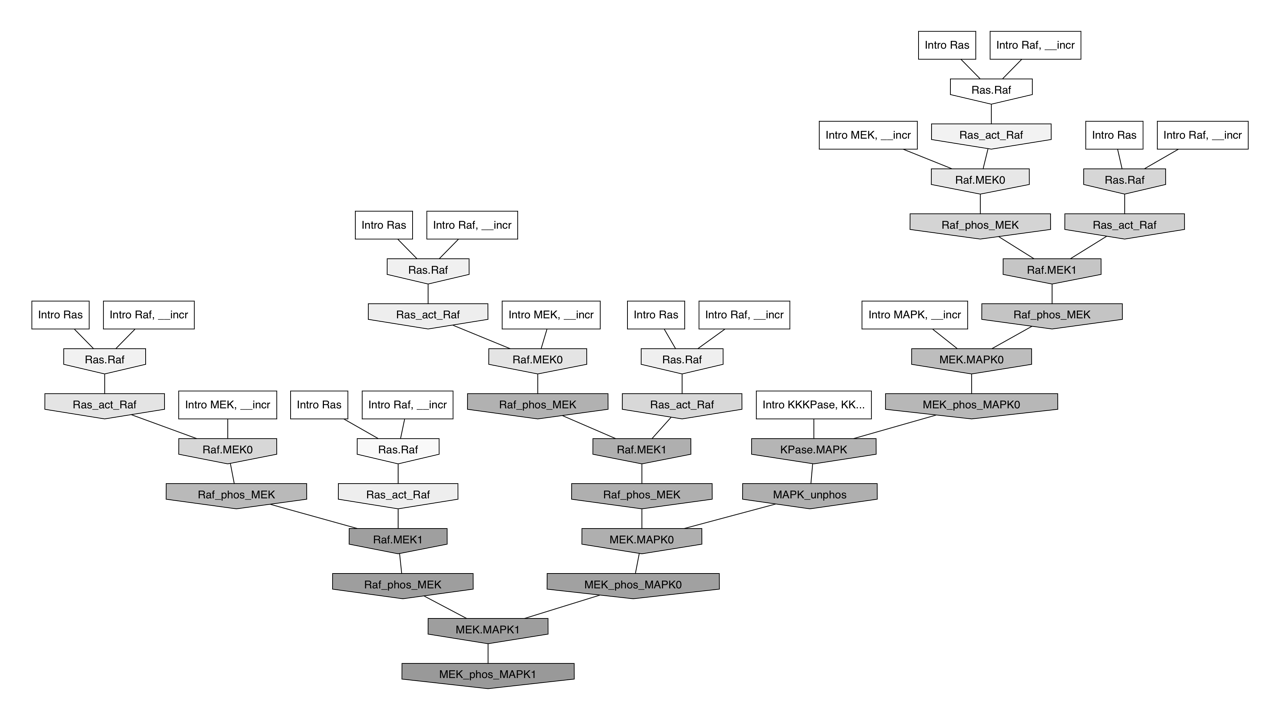 Intro Ras
Intro Raf, __incr
Ras.Raf
Intro MEK, __incr
Ras_act_Raf
Intro Ras
Intro Raf, __incr
Raf.MEK0
Ras.Raf
Intro Ras
Intro Raf, __incr
Raf_phos_MEK
Ras_act_Raf
Ras.Raf
Raf.MEK1
Intro Ras
Intro Raf, __incr
Ras_act_Raf
Intro MEK, __incr
Intro Ras
Intro Raf, __incr
Intro MAPK, __incr
Raf_phos_MEK
Ras.Raf
Raf.MEK0
Ras.Raf
MEK.MAPK0
Ras_act_Raf
Intro MEK, __incr
Intro Ras
Intro Raf, __incr
Raf_phos_MEK
Ras_act_Raf
Intro KKKPase, KK...
MEK_phos_MAPK0
Raf.MEK0
Ras.Raf
Raf.MEK1
KPase.MAPK
Raf_phos_MEK
Ras_act_Raf
Raf_phos_MEK
MAPK_unphos
Raf.MEK1
MEK.MAPK0
Raf_phos_MEK
MEK_phos_MAPK0
MEK.MAPK1
MEK_phos_MAPK1